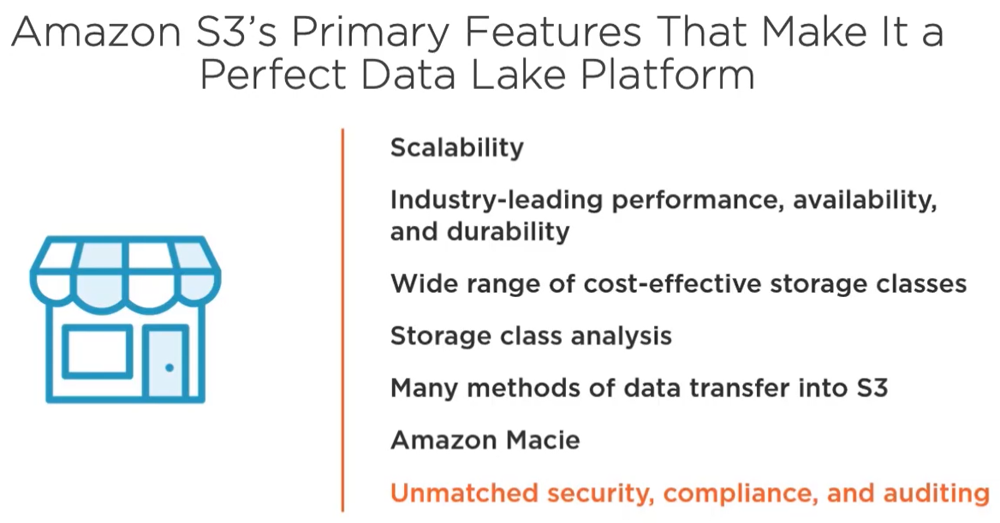 Amazon S3's Primary Features That Make It a
Perfect Data Lake Platform
Scalability
Industry-leading performance, availability,
and durability
Wide range of cost-effective storage classes
Storage class analysis
Many methods of data transfer into S3
Amazon Macie
Unmatched security, compliance, and auditing